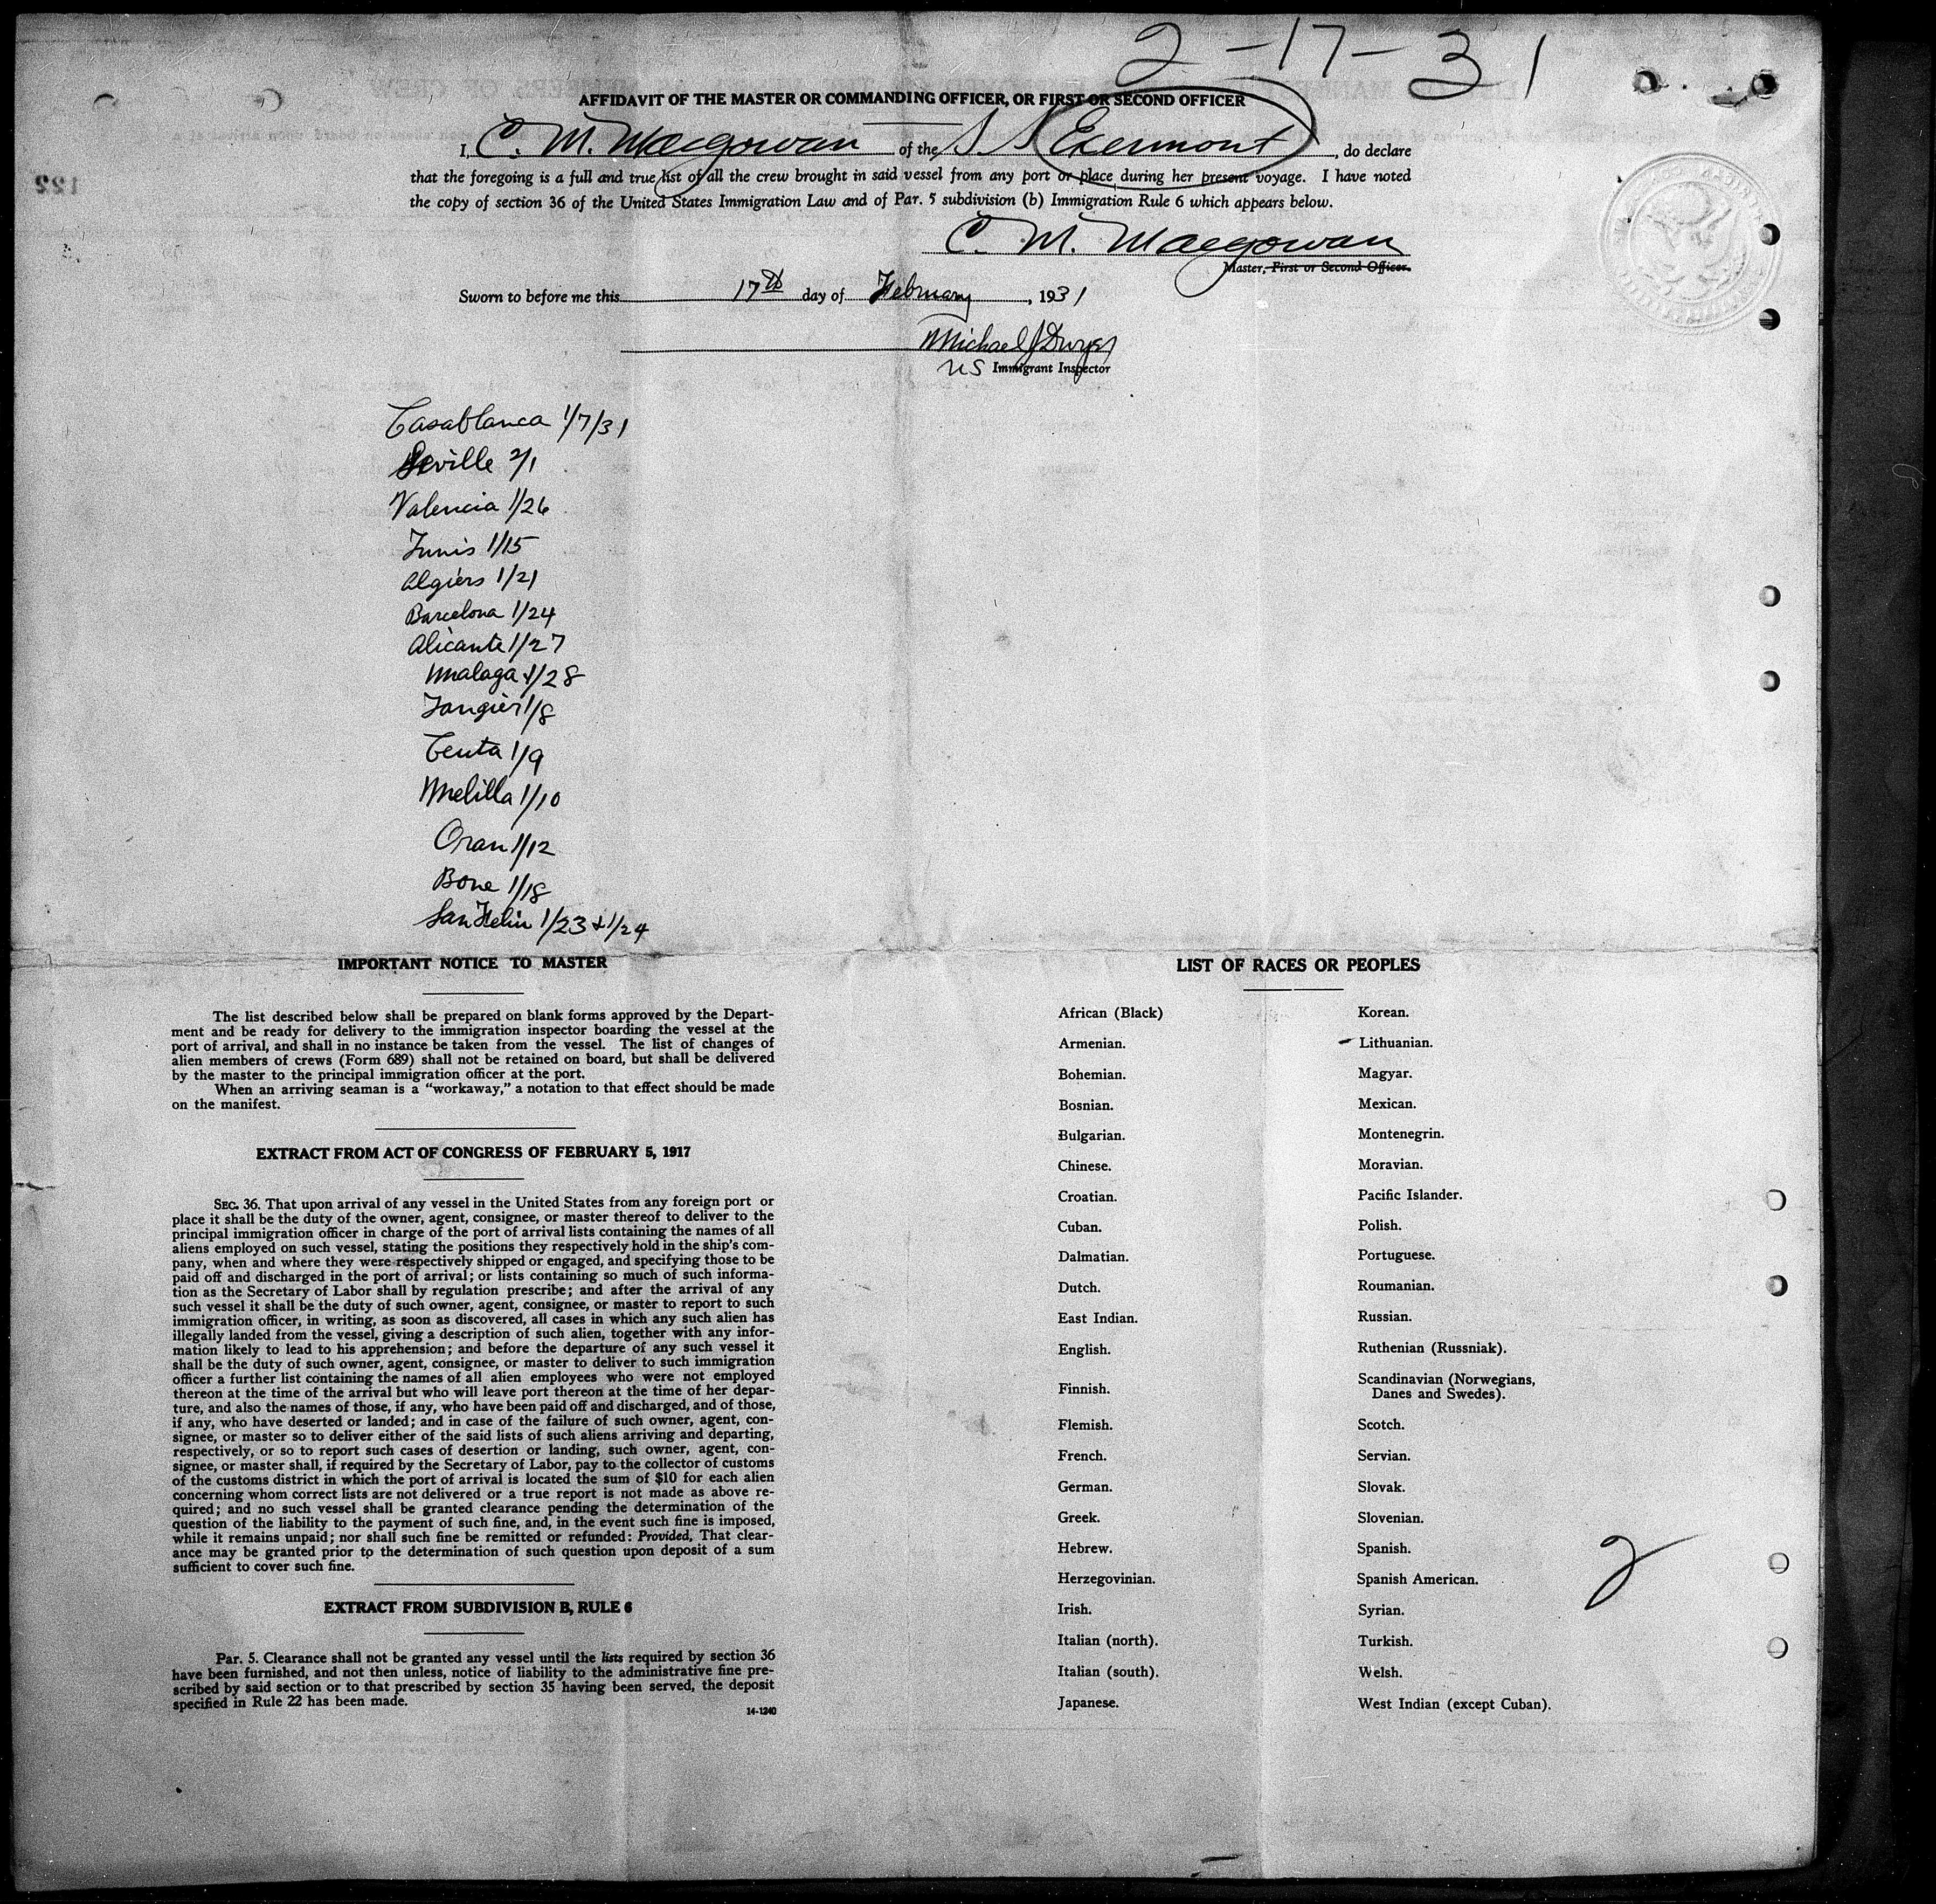 2-17-31
AFFIDAVIT OF THE MASTER OR COMMANDING OFFICER, OR FIRST OR SECOND OFFICER
I, C. M. Macgowan of the S S Exermont, do declare
that the foregoing is a full and true list of all the crew brought in said vessel from any port or place during her present voyage. I have noted
the copy of section 36 of the United States Immigration Law and of Par. 5 subdivision (b) Immigration Rule 6 which appears below.
C. M. Macgowan
Master, First or Second Officer.
Sworn to before me this 17th day of February, 1931
Michael J Dwyer
US Immigrant Inspector
122
Casablanca 1/7/31
Seville 2/1
Valencia 1/26
Tunis 1/15
Algiers 1/21
Barcelona 1/24
Alicante 1/27
Malaga 1/28
Tangier 1/8
Ceuta 1/9
Melilla 1/10
Oran 1/12
Bone 1/18
San Feliu 1/23 + 1/24
IMPORTANT NOTICE TO MASTER
The list described below shall be prepared on blank forms approved by the Depart-
ment and be ready for delivery to the immigration inspector boarding the vessel at the
port of arrival, and shall in no instance be taken from the vessel. The list of changes of
alien members of crews (Form 689) shall not be retained on board, but shall be delivered
by the master to the principal immigration officer at the port.
When an arriving seaman is a "workaway," a notation to that effect should be made
on the manifest.
EXTRACT FROM ACT OF CONGRESS OF FEBRUARY 5, 1917
SEC. 36. That upon arrival of any vessel in the United States from any foreign port or
place it shall be the duty of the owner, agent, consignee, or master thereof to deliver to the
principal immigration officer in charge of the port of arrival lists containing the names of all
aliens employed on such vessel, stating the positions they respectively hold in the ship's com-
pany, when and where they were respectively shipped or engaged, and specifying those to be
paid off and discharged in the port of arrival; or lists containing so much of such informa-
tion as the Secretary of Labor shall by regulation prescribe; and after the arrival of any
such vessel it shall be the duty of such owner, agent, consignee, or master to report to such
immigration officer, in writing, as soon as discovered, all cases in which any such alien has
illegally landed from the vessel, giving a description of such alien, together with any infor-
mation likely to lead to his apprehension; and before the departure of any such vessel it
shall be the duty of such owner, agent, consignee, or master to deliver to such immigration
officer a further list containing the names of all alien employees who were not employed
thereon at the time of the arrival but who will leave port thereon at the time of her depar-
ture, and also the names of those, if any, who have been paid off and discharged, and of those,
if any, who have deserted or landed; and in case of the failure of such owner, agent, con-
signee, or master so to deliver either of the said lists of such aliens arriving and departing,
respectively, or so to report such cases of desertion or landing, such owner, agent, con-
signee, or master shall, if required by the Secretary of Labor, pay to the collector of customs
of the customs district in which the port of arrival is located the sum of $10 for each alien
concerning whom correct lists are not delivered or a true report is not made as above re-
quired; and no such vessel shall be granted clearance pending the determination of the
question of the liability to the payment of such fine, and, in the event such fine is imposed,
while it remains unpaid; nor shall such fine be remitted or refunded: Provided, That clear-
ance may be granted prior to the determination of such question upon deposit of a sum
sufficient to cover such fine.
EXTRACT FROM SUBDIVISION B, RULE 6
Par. 5. Clearance shall not be granted any vessel until the lists required by section 36
have been furnished, and not then unless, notice of liability to the administrative fine pre-
scribed by said section or to that prescribed by section 35 having been served, the deposit
specified in Rule 22 has been made.
14-1240
LIST OF RACES OR PEOPLES
African (Black)
Armenian.
Bohemian.
Bosnian.
Bulgarian.
Chinese.
Croatian.
Cuban.
Dalmatian.
Dutch.
East Indian.
English.
Finnish.
Flemish.
French.
German.
Greek.
Hebrew.
Herzegovinian.
Irish.
Italian (north).
Italian (south).
Japanese.
Korean.
Lithuanian.
Magyar.
Mexican.
Montenegrin.
Moravian.
Pacific Islander.
Polish.
Portuguese.
Roumanian.
Russian.
Ruthenian (Russniak).
Scandinavian (Norwegians,
Danes and Swedes).
Scotch.
Servian.
Slovak.
Slovenian.
Spanish.
Spanish American.
Syrian.
Turkish.
Welsh.
West Indian (except Cuban).
2